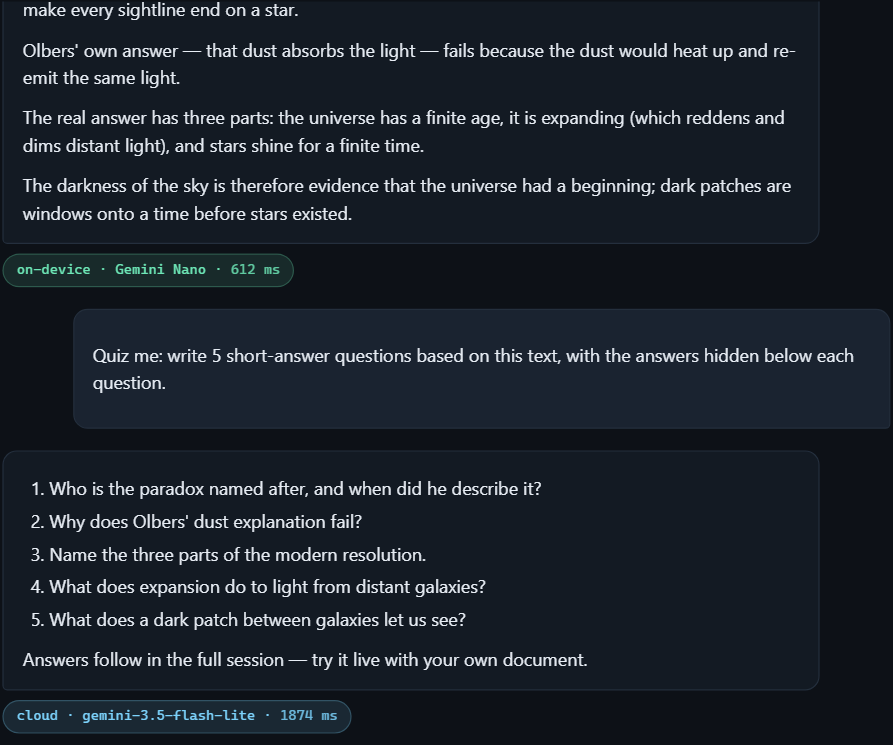 make every sightline end on a star.
Olbers' own answer — that dust absorbs the light — fails because the dust would heat up and re-
emit the same light.
The real answer has three parts: the universe has a finite age, it is expanding (which reddens and
dims distant light), and stars shine for a finite time.
The darkness of the sky is therefore evidence that the universe had a beginning; dark patches are
windows onto a time before stars existed.
on-device · Gemini Nano · 612 ms
Quiz me: write 5 short-answer questions based on this text, with the answers hidden below each
question.
1. Who is the paradox named after, and when did he describe it?
2. Why does Olbers' dust explanation fail?
3. Name the three parts of the modern resolution.
4. What does expansion do to light from distant galaxies?
5. What does a dark patch between galaxies let us see?
Answers follow in the full session — try it live with your own document.
cloud · gemini-3.5-flash-lite · 1874 ms